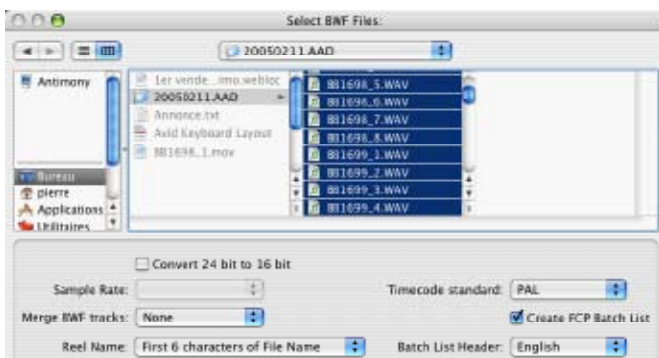 Select BWF Files:
20050211.AAD
Antimony
Bureau
pierre
Applications
Utilitaires
1er vende...imo.webloc
20050211.AAD
Annonce.txt
Avid Keyboard Layout
BB1698_1.mov
BB1698_5.WAV
BB1698_6.WAV
BB1698_7.WAV
BB1698_8.WAV
BB1699_1.WAV
BB1699_2.WAV
BB1699_3.WAV
BB1699_4.WAV
Convert 24 bit to 16 bit
Sample Rate:
Timecode standard: PAL
Merge BWF tracks: None
Create FCP Batch List
Reel Name: First 6 characters of File Name
Batch List Header: English